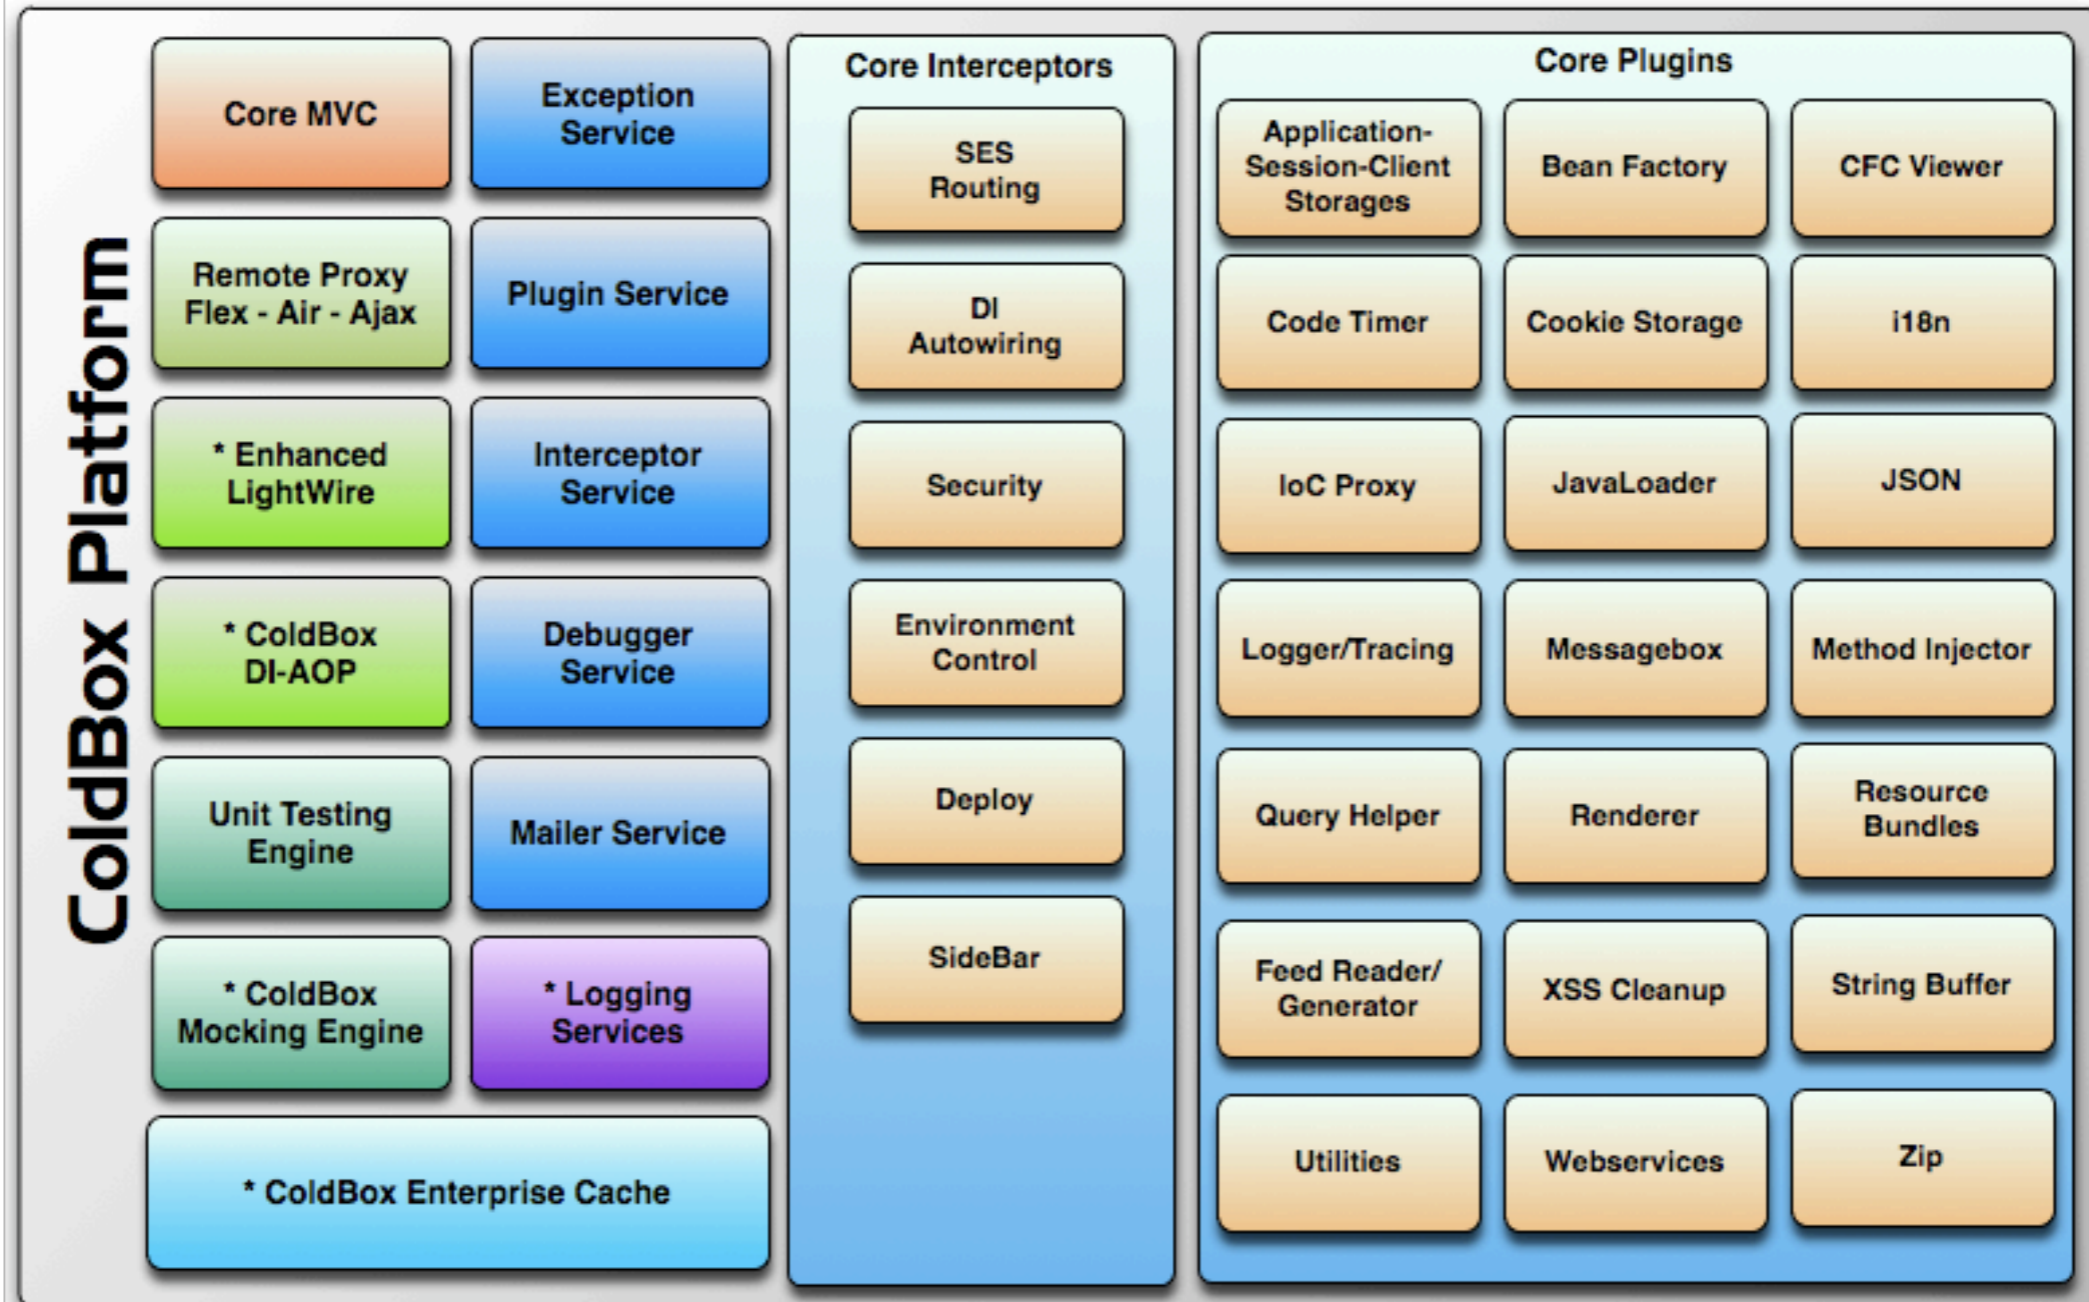 ColdBox Platform
Core MVC
Exception
Service
Remote Proxy
Flex - Air - Ajax
Plugin Service
* Enhanced
LightWire
Interceptor
Service
* ColdBox
DI-AOP
Debugger
Service
Unit Testing
Engine
Mailer Service
* ColdBox
Mocking Engine
* Logging
Services
* ColdBox Enterprise Cache
Core Interceptors
SES
Routing
DI
Autowiring
Security
Environment
Control
Deploy
SideBar
Core Plugins
Application-
Session-Client
Storages
Bean Factory
CFC Viewer
Code Timer
Cookie Storage
i18n
IoC Proxy
JavaLoader
JSON
Logger/Tracing
Messagebox
Method Injector
Query Helper
Renderer
Resource
Bundles
Feed Reader/
Generator
XSS Cleanup
String Buffer
Utilities
Webservices
Zip